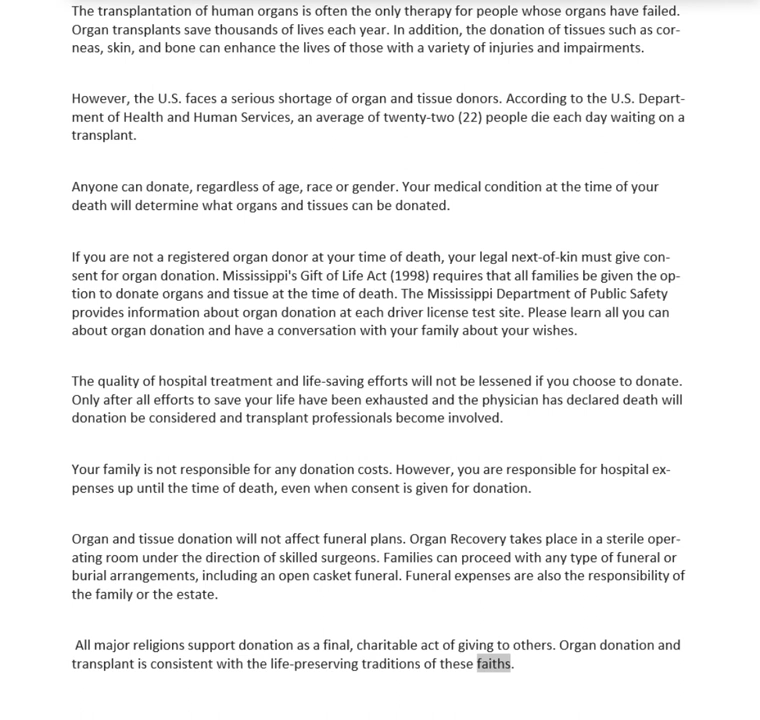 The transplantation of human organs is often the only therapy for people whose organs have failed.
Organ transplants save thousands of lives each year. In addition, the donation of tissues such as cor-
neas, skin, and bone can enhance the lives of those with a variety of injuries and impairments.
However, the U.S. faces a serious shortage of organ and tissue donors. According to the U.S. Depart-
ment of Health and Human Services, an average of twenty-two (22) people die each day waiting on a
transplant.
Anyone can donate, regardless of age, race or gender. Your medical condition at the time of your
death will determine what organs and tissues can be donated.
If you are not a registered organ donor at your time of death, your legal next-of-kin must give con-
sent for organ donation. Mississippi's Gift of Life Act (1998) requires that all families be given the op-
tion to donate organs and tissue at the time of death. The Mississippi Department of Public Safety
provides information about organ donation at each driver license test site. Please learn all you can
about organ donation and have a conversation with your family about your wishes.
The quality of hospital treatment and life-saving efforts will not be lessened if you choose to donate.
Only after all efforts to save your life have been exhausted and the physician has declared death will
donation be considered and transplant professionals become involved.
Your family is not responsible for any donation costs. However, you are responsible for hospital ex-
penses up until the time of death, even when consent is given for donation.
Organ and tissue donation will not affect funeral plans. Organ Recovery takes place in a sterile oper-
ating room under the direction of skilled surgeons. Families can proceed with any type of funeral or
burial arrangements, including an open casket funeral. Funeral expenses are also the responsibility of
the family or the estate.
All major religions support donation as a final, charitable act of giving to others. Organ donation and
transplant is consistent with the life-preserving traditions of these faiths.